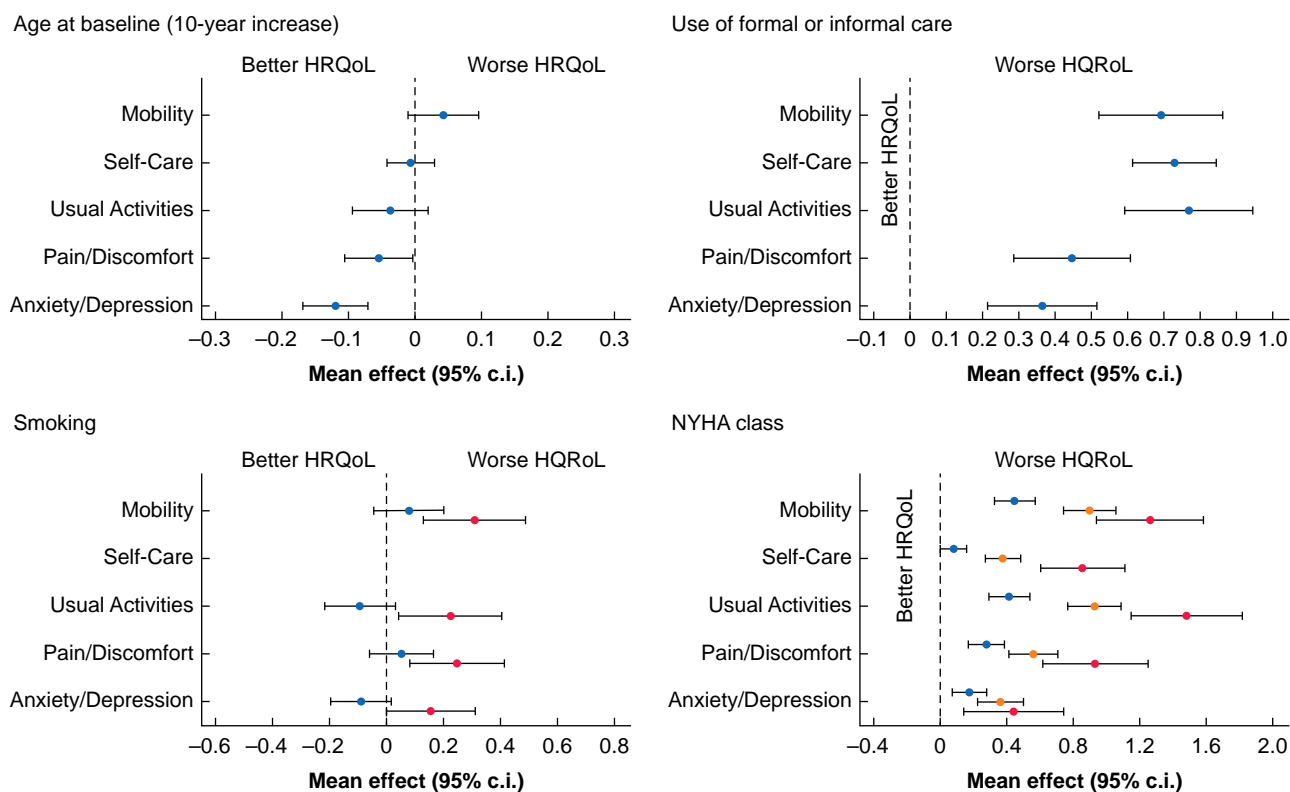 Age at baseline (10-year increase)
Better HRQoL
Worse HRQoL
Mobility
Self-Care
Usual Activities
Pain/Discomfort
Anxiety/Depression
–0.3 –0.2 –0.1 0 0.1 0.2 0.3
Mean effect (95% c.i.)
Use of formal or informal care
Worse HQRoL
Better HRQoL
Mobility
Self-Care
Usual Activities
Pain/Discomfort
Anxiety/Depression
–0.1 0 0.2 0.2 0.3 0.4 0.5 0.6 0.7 0.8 0.9 1.0
Mean effect (95% c.i.)
Smoking
Better HRQoL
Worse HQRoL
Mobility
Self-Care
Usual Activities
Pain/Discomfort
Anxiety/Depression
–0.6 –0.4 –0.2 0 0.2 0.4 0.6 0.8
Mean effect (95% c.i.)
NYHA class
Worse HQRoL
Better HRQoL
Mobility
Self-Care
Usual Activities
Pain/Discomfort
Anxiety/Depression
–0.4 0 0.4 0.8 1.2 1.6 2.0
Mean effect (95% c.i.)